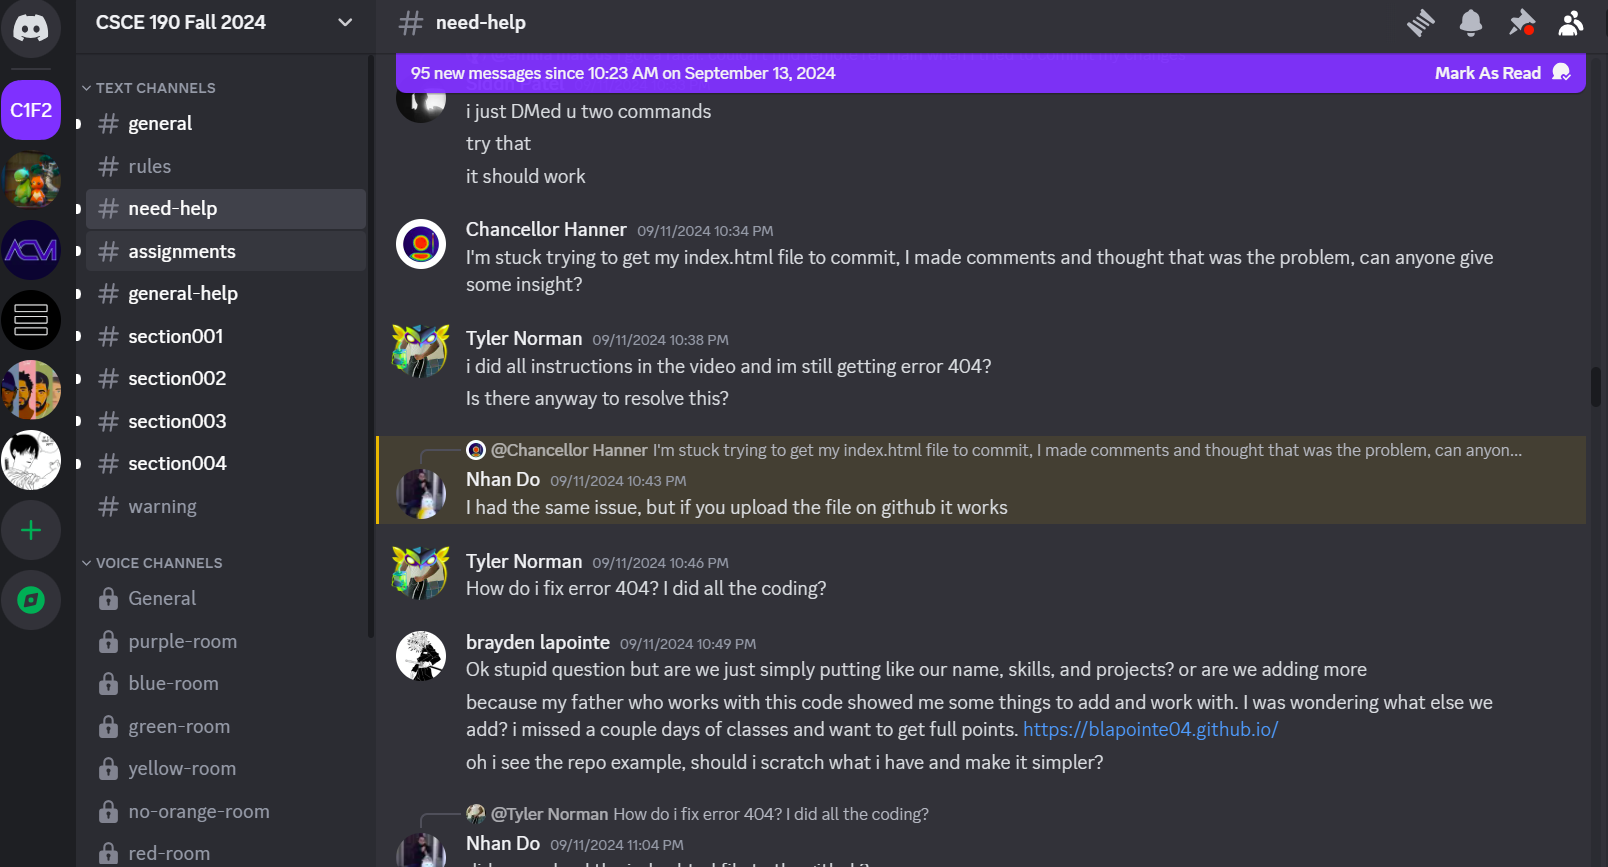 CSCE 190 Fall 2024
need-help
95 new messages since 10:23 AM on September 13, 2024
Mark As Read
C1F2
ACM
TEXT CHANNELS
general
rules
need-help
assignments
general-help
section001
section002
section003
section004
warning
VOICE CHANNELS
General
purple-room
blue-room
green-room
yellow-room
no-orange-room
red-room
i just DMed u two commands
try that
it should work
Chancellor Hanner 09/11/2024 10:34 PM
I'm stuck trying to get my index.html file to commit, I made comments and thought that was the problem, can anyone give
some insight?
Tyler Norman 09/11/2024 10:38 PM
i did all instructions in the video and im still getting error 404?
Is there anyway to resolve this?
@Chancellor Hanner I'm stuck trying to get my index.html file to commit, I made comments and thought that was the problem, can anyon...
Nhan Do 09/11/2024 10:43 PM
I had the same issue, but if you upload the file on github it works
Tyler Norman 09/11/2024 10:46 PM
How do i fix error 404? I did all the coding?
brayden lapointe 09/11/2024 10:49 PM
Ok stupid question but are we just simply putting like our name, skills, and projects? or are we adding more
because my father who works with this code showed me some things to add and work with. I was wondering what else we
add? i missed a couple days of classes and want to get full points. https://blapointe04.github.io/
oh i see the repo example, should i scratch what i have and make it simpler?
@Tyler Norman How do i fix error 404? I did all the coding?
Nhan Do 09/11/2024 11:04 PM